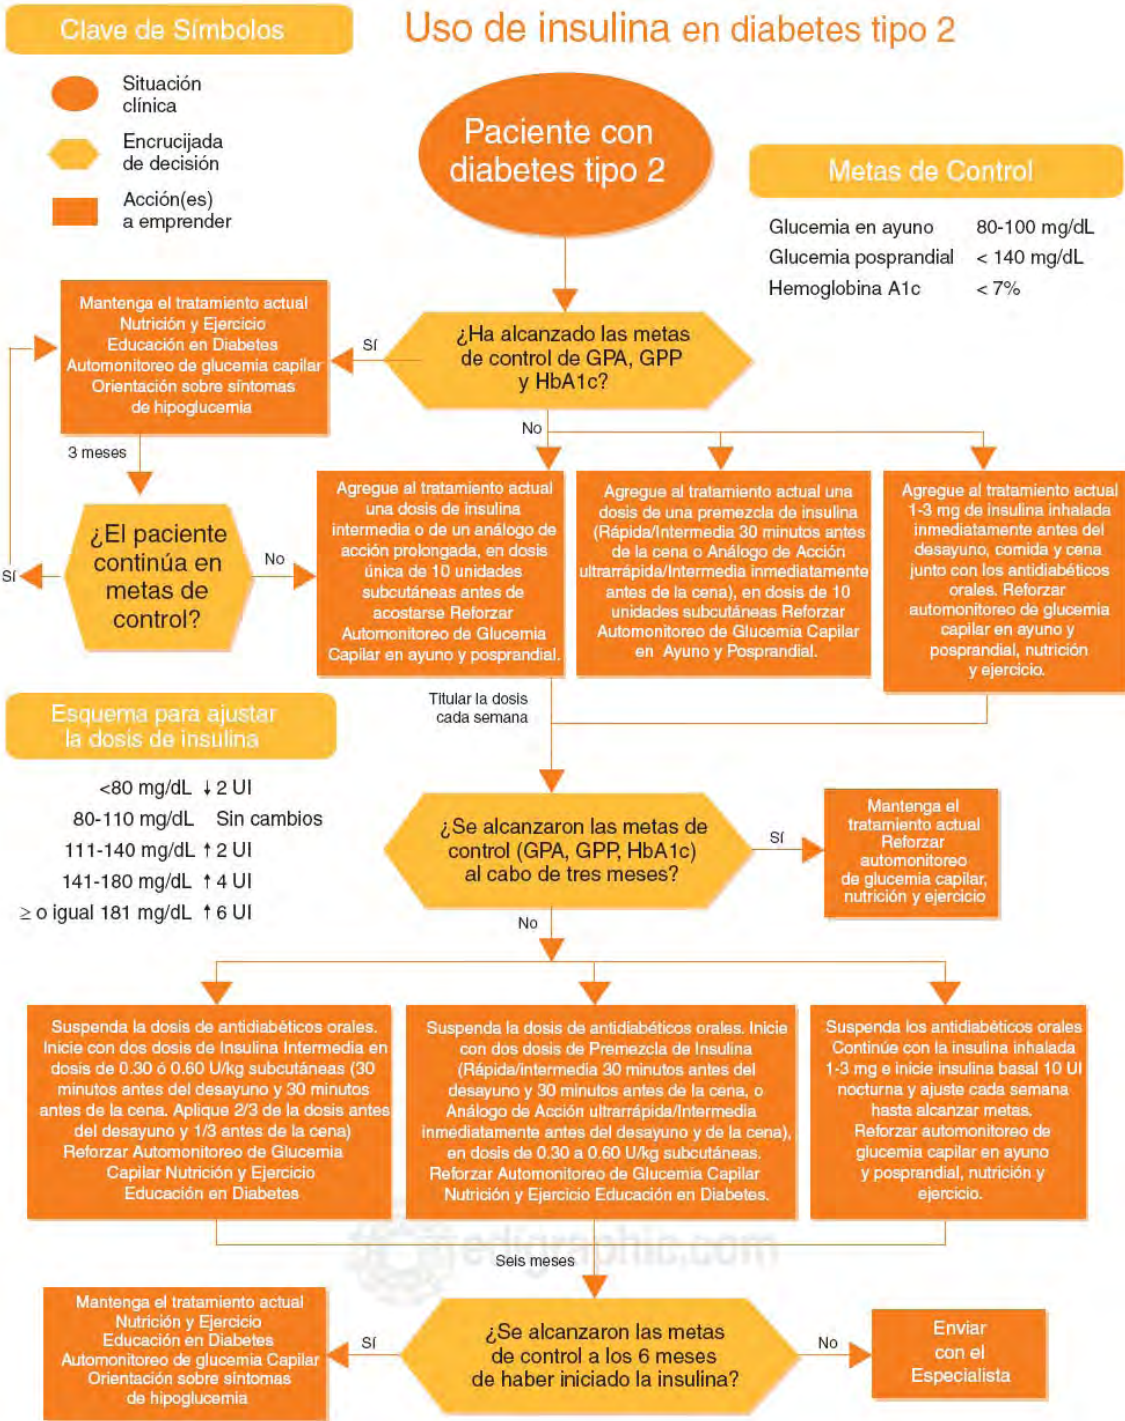 Clave de Símbolos
Uso de insulina en diabetes tipo 2
Situación
clínica
Encrucijada
de decisión
Acción(es)
a emprender
Paciente con
diabetes tipo 2
Metas de Control
Glucemia en ayuno 80-100 mg/dL
Glucemia posprandial < 140 mg/dL
Hemoglobina A1c < 7%
Mantenga el tratamiento actual
Nutrición y Ejercicio
Educación en Diabetes
Automonitoreo de glucemia capilar
Orientación sobre síntomas
de hipoglucemia
Sí
¿Ha alcanzado las metas
de control de GPA, GPP
y HbA1c?
No
3 meses
¿El paciente
continúa en
metas de
control?
Sí
No
Agregue al tratamiento actual
una dosis de insulina
intermedia o de un análogo de
acción prolongada, en dosis
única de 10 unidades
subcutáneas antes de
acostarse Reforzar
Automonitoreo de Glucemia
Capilar en ayuno y posprandial.
Agregue al tratamiento actual una
dosis de una premezcla de insulina
(Rápida/Intermedia 30 minutos antes
de la cena o Análogo de Acción
ultrarrápida/Intermedia inmediatamente
antes de la cena), en dosis de 10
unidades subcutáneas Reforzar
Automonitoreo de Glucemia Capilar
en Ayuno y Posprandial.
Agregue al tratamiento actual
1-3 mg de insulina inhalada
inmediatamente antes del
desayuno, comida y cena
junto con los antidiabéticos
orales. Reforzar
automonitoreo de glucemia
capilar en ayuno y
posprandial, nutrición
y ejercicio.
Titular la dosis
cada semana
Esquema para ajustar
la dosis de insulina
<80 mg/dL ↓ 2 UI
80-110 mg/dL Sin cambios
111-140 mg/dL ↑ 2 UI
141-180 mg/dL ↑ 4 UI
≥ o igual 181 mg/dL ↑ 6 UI
¿Se alcanzaron las metas de
control (GPA, GPP, HbA1c)
al cabo de tres meses?
Sí
Mantenga el
tratamiento actual
Reforzar
automonitoreo
de glucemia capilar,
nutrición y ejercicio
No
Suspenda la dosis de antidiabéticos orales.
Inicie con dos dosis de Insulina Intermedia en
dosis de 0.30 ó 0.60 U/kg subcutáneas (30
minutos antes del desayuno y 30 minutos
antes de la cena. Aplique 2/3 de la dosis antes
del desayuno y 1/3 antes de la cena)
Reforzar Automonitoreo de Glucemia
Capilar Nutrición y Ejercicio
Educación en Diabetes
Suspenda la dosis de antidiabéticos orales. Inicie
con dos dosis de Premezcla de Insulina
(Rápida/intermedia 30 minutos antes del
desayuno y 30 minutos antes de la cena, o
Análogo de Acción ultrarrápida/Intermedia
inmediatamente antes del desayuno y de la cena),
en dosis de 0.30 a 0.60 U/kg subcutáneas.
Reforzar Automonitoreo de Glucemia Capilar
Nutrición y Ejercicio Educación en Diabetes.
Suspenda los antidiabéticos orales
Continúe con la insulina inhalada
1-3 mg e inicie insulina basal 10 UI
nocturna y ajuste cada semana
hasta alcanzar metas.
Reforzar automonitoreo de
glucemia capilar en ayuno
y posprandial, nutrición y
ejercicio.
edigraphic.com
Seis meses
Mantenga el tratamiento actual
Nutrición y Ejercicio
Educación en Diabetes
Automonitoreo de glucemia Capilar
Orientación sobre síntomas
de hipoglucemia
Sí
¿Se alcanzaron las metas
de control a los 6 meses
de haber iniciado la insulina?
No
Enviar
con el
Especialista